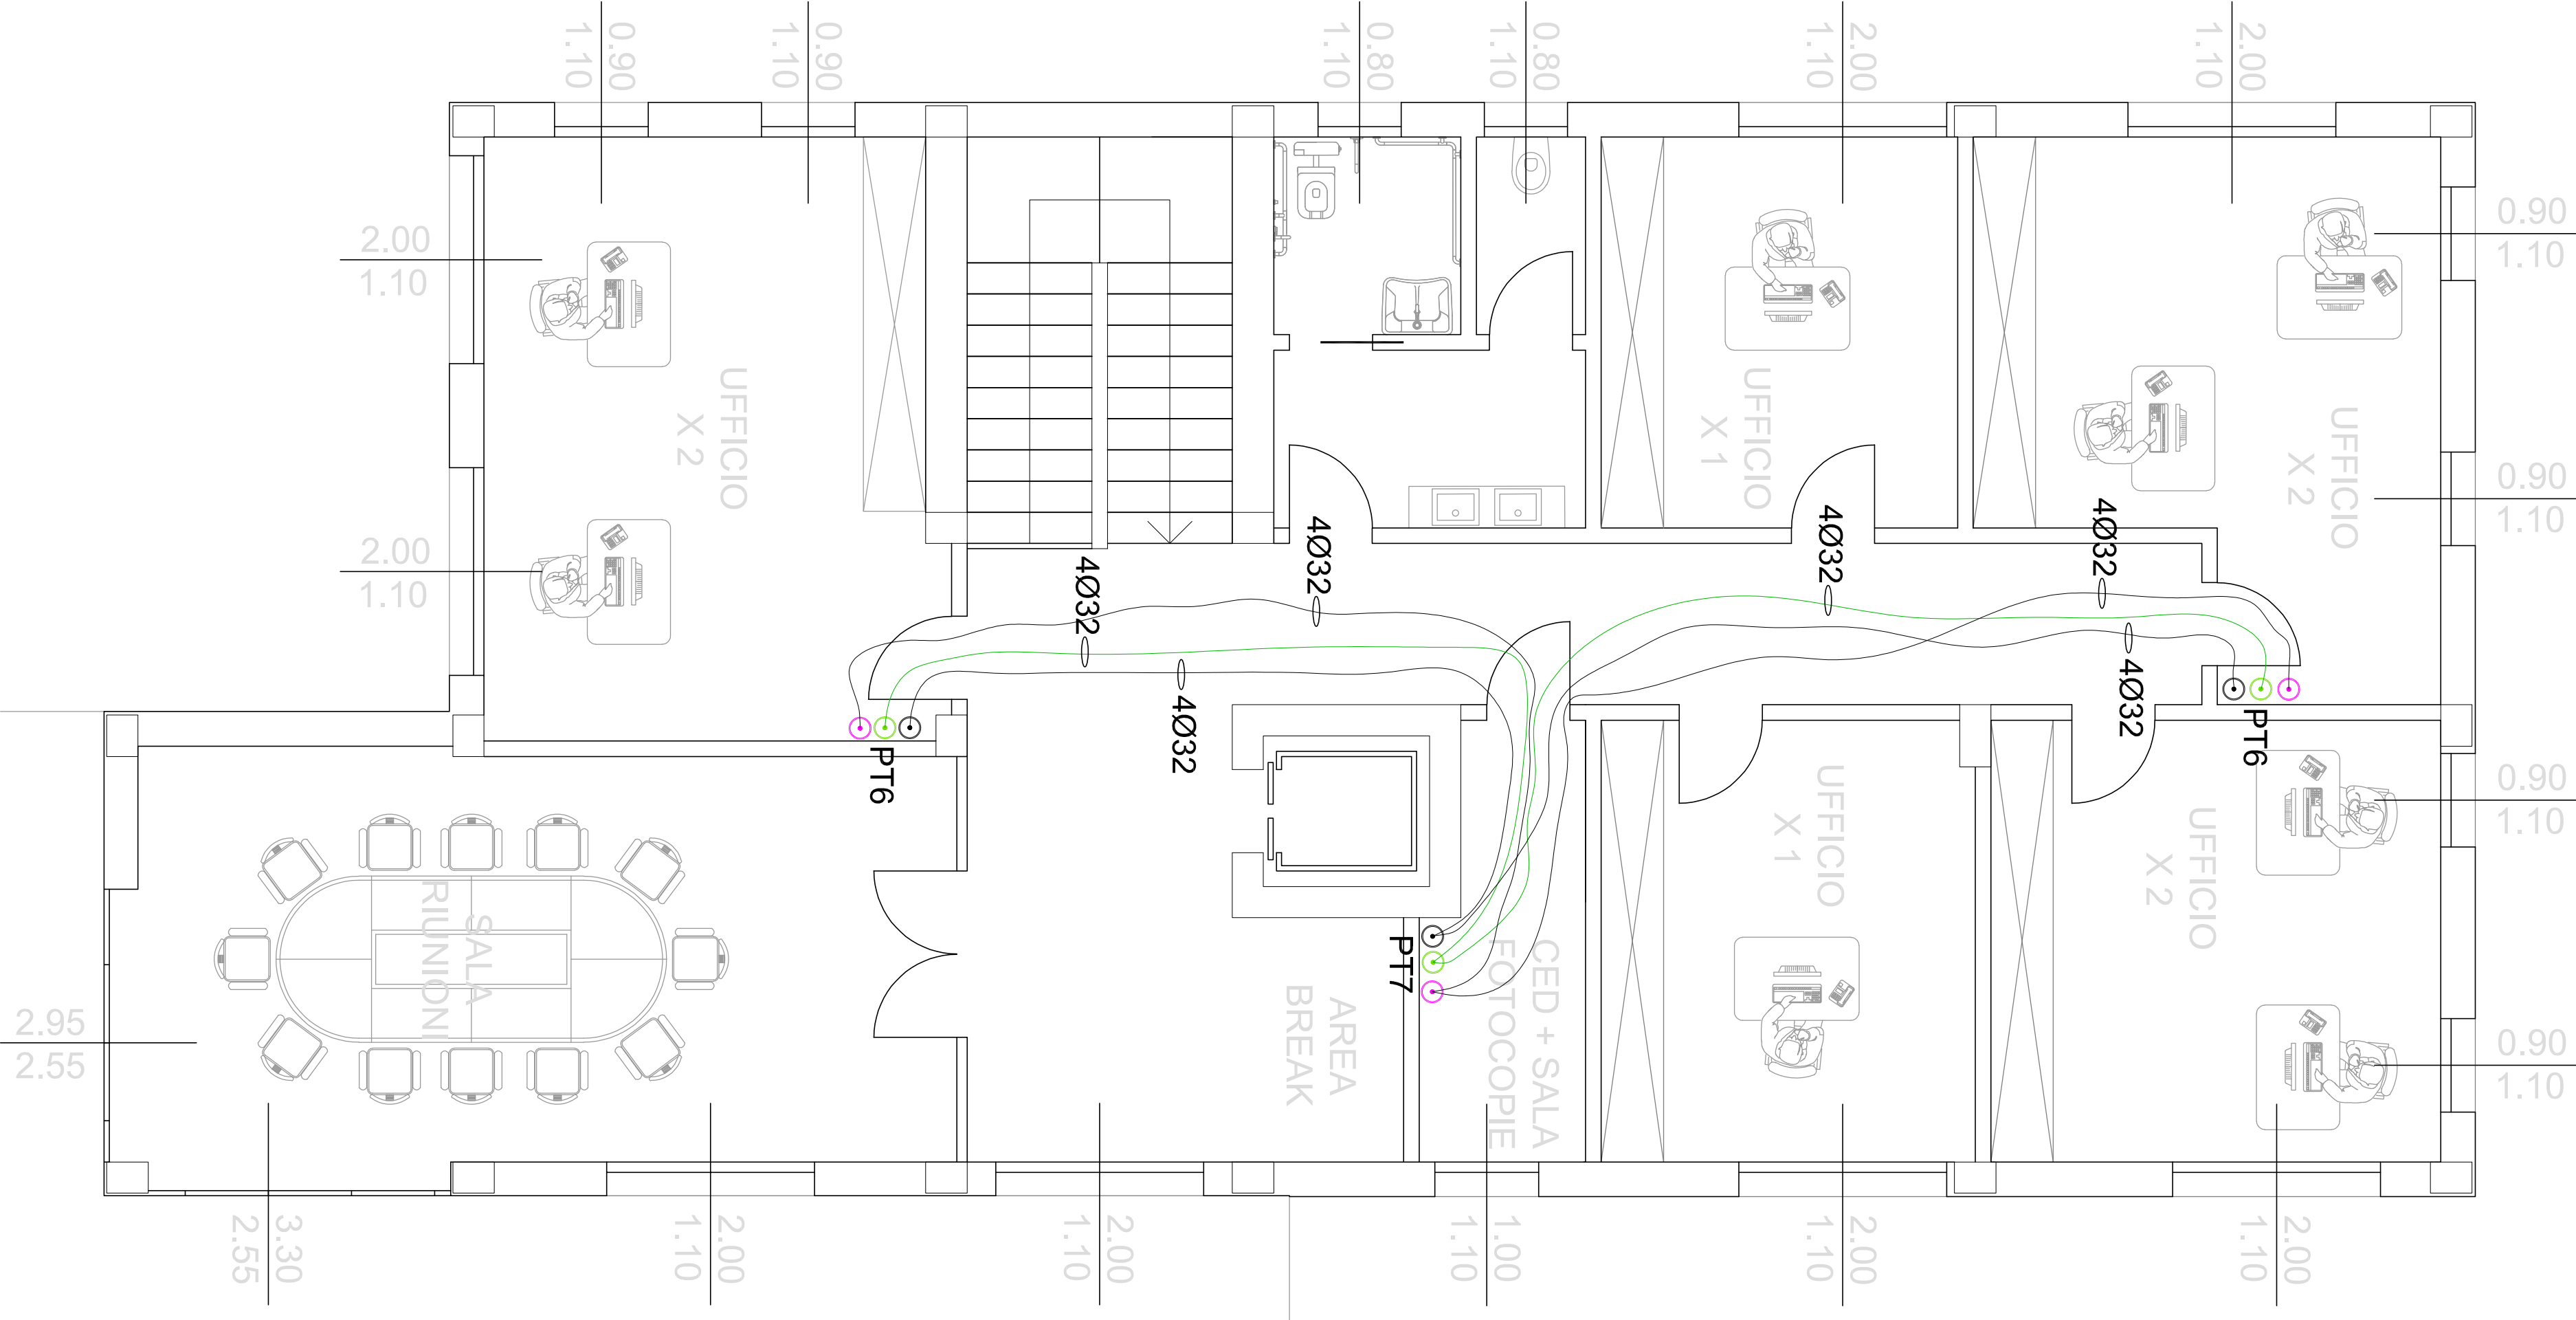 0.90
1.10
0.90
1.10
0.80
1.10
0.80
1.10
2.00
1.10
2.00
1.10
2.00
1.10
2.00
1.10
0.90
1.10
0.90
1.10
0.90
1.10
0.90
1.10
UFFICIO
X 2
UFFICIO
X 1
UFFICIO
X 2
4Ø32
4Ø32
4Ø32
4Ø32
4Ø32
4Ø32
PT6
PT6
PT7
UFFICIO
X 1
UFFICIO
X 2
SALA
RIUNIONI
AREA
BREAK
CED + SALA
FOTOCOPIE
2.95
2.55
3.30
2.55
2.00
1.10
2.00
1.10
1.00
1.10
2.00
1.10
2.00
1.10